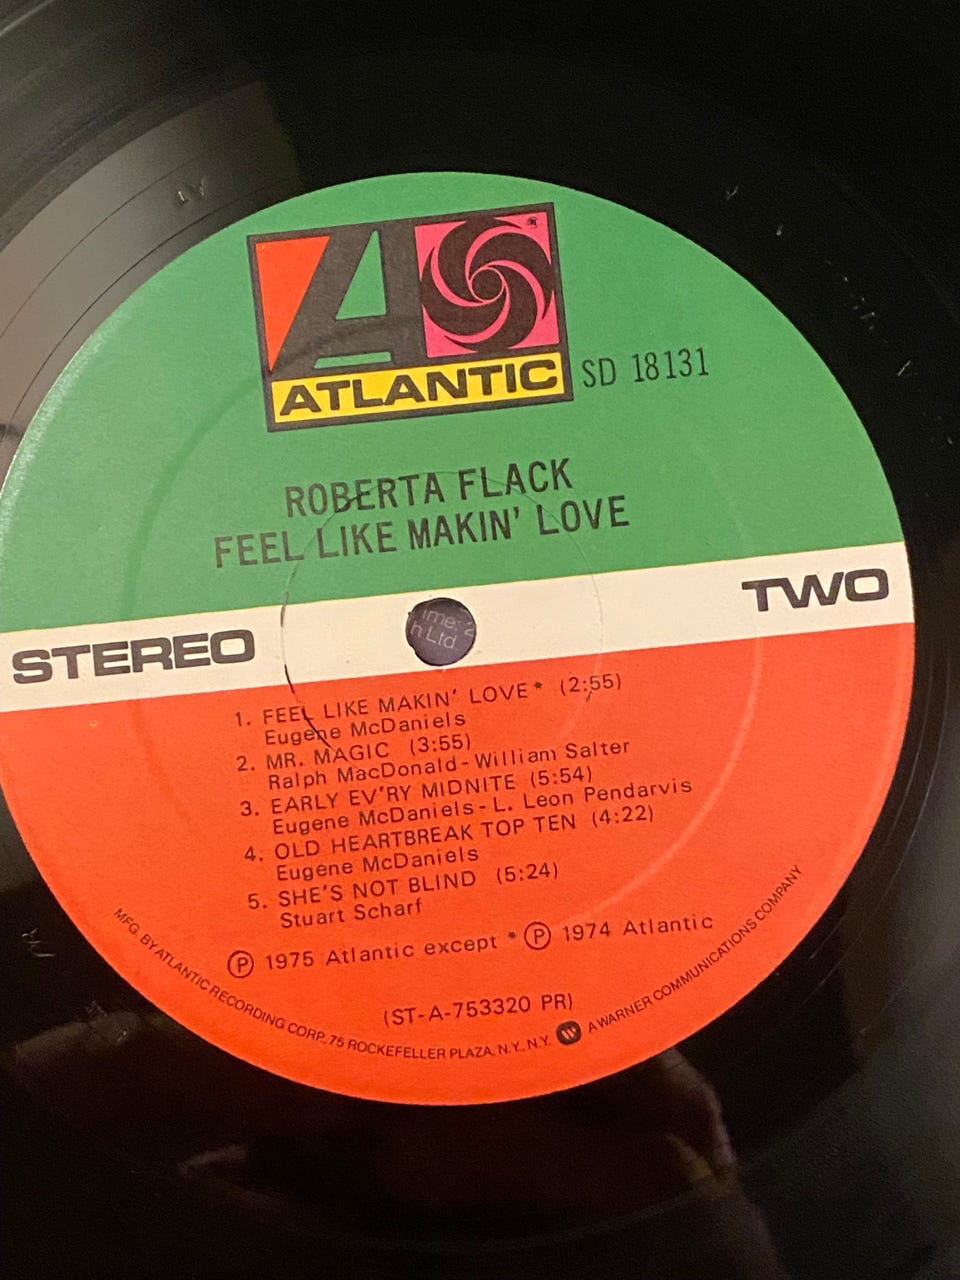 ATLANTIC
SD 18131
ROBERTA FLACK
FEEL LIKE MAKIN' LOVE
STEREO
TWO
1. FEEL LIKE MAKIN' LOVE* (2:55)
Eugene McDaniels
2. MR. MAGIC (3:55)
Ralph MacDonald-William Salter
3. EARLY EV'RY MIDNITE (5:54)
Eugene McDaniels-L. Leon Pendarvis
4. OLD HEARTBREAK TOP TEN (4:22)
Eugene McDaniels
5. SHE'S NOT BLIND (5:24)
Stuart Scharf
Ⓟ 1975 Atlantic except * Ⓟ 1974 Atlantic
(ST-A-753320 PR)
MFG. BY ATLANTIC RECORDING CORP., 75 ROCKEFELLER PLAZA, N.Y., N.Y. A WARNER COMMUNICATIONS COMPANY